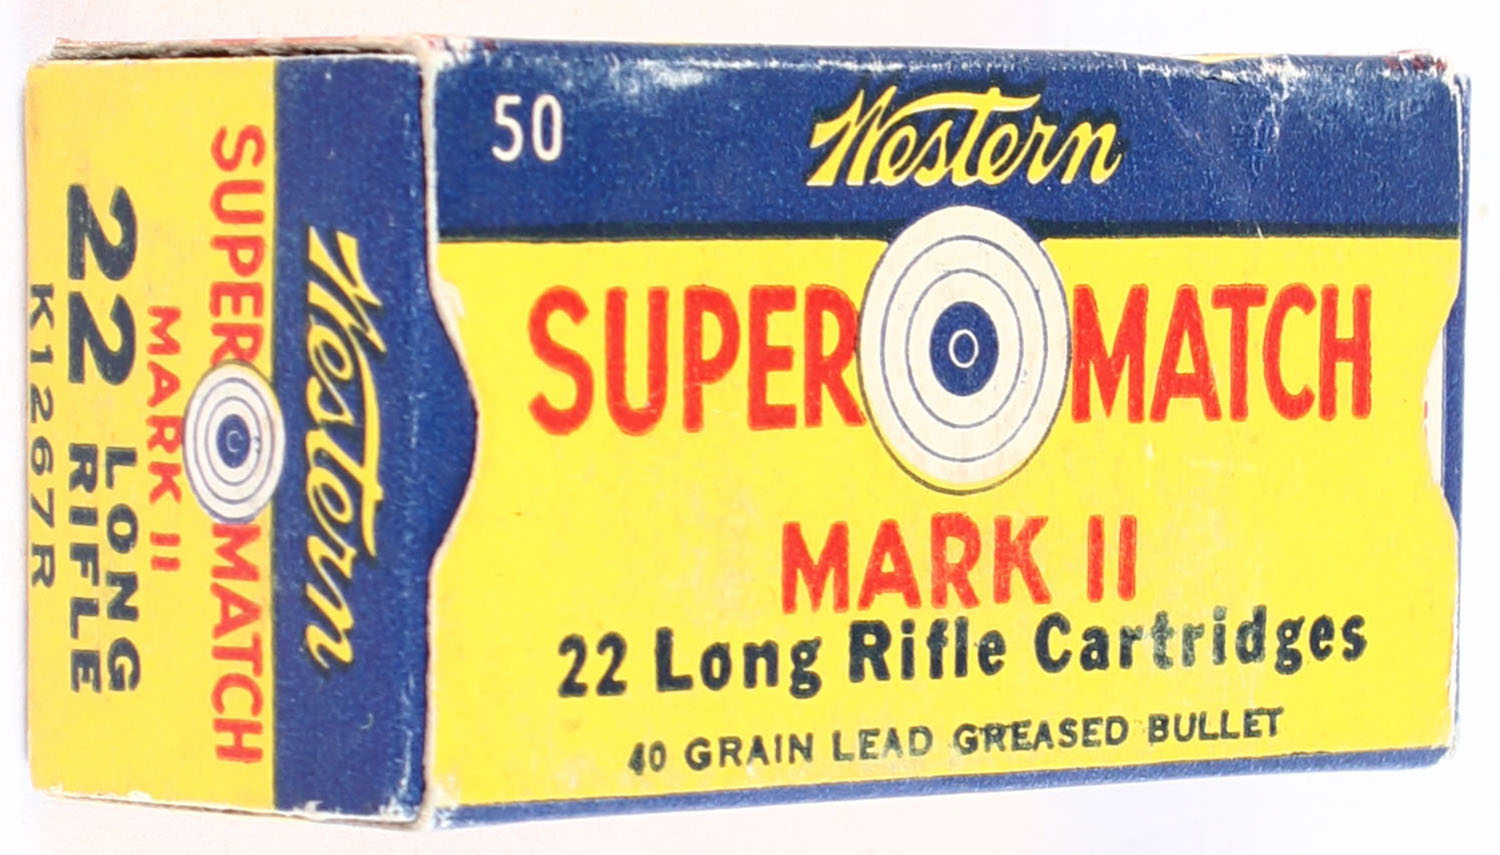 50
Western
SUPER MATCH
MARK II
22 Long Rifle Cartridges
40 GRAIN LEAD GREASED BULLET
Western
SUPER MATCH
MARK II
22 LONG RIFLE
K1267R